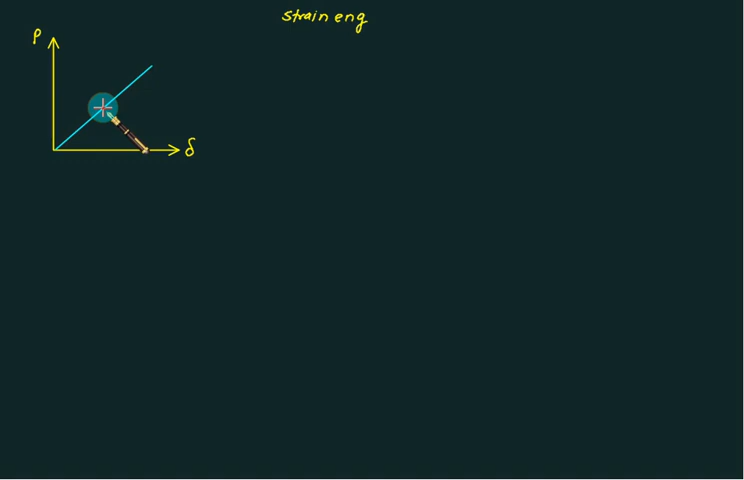 strain eng
P
δ